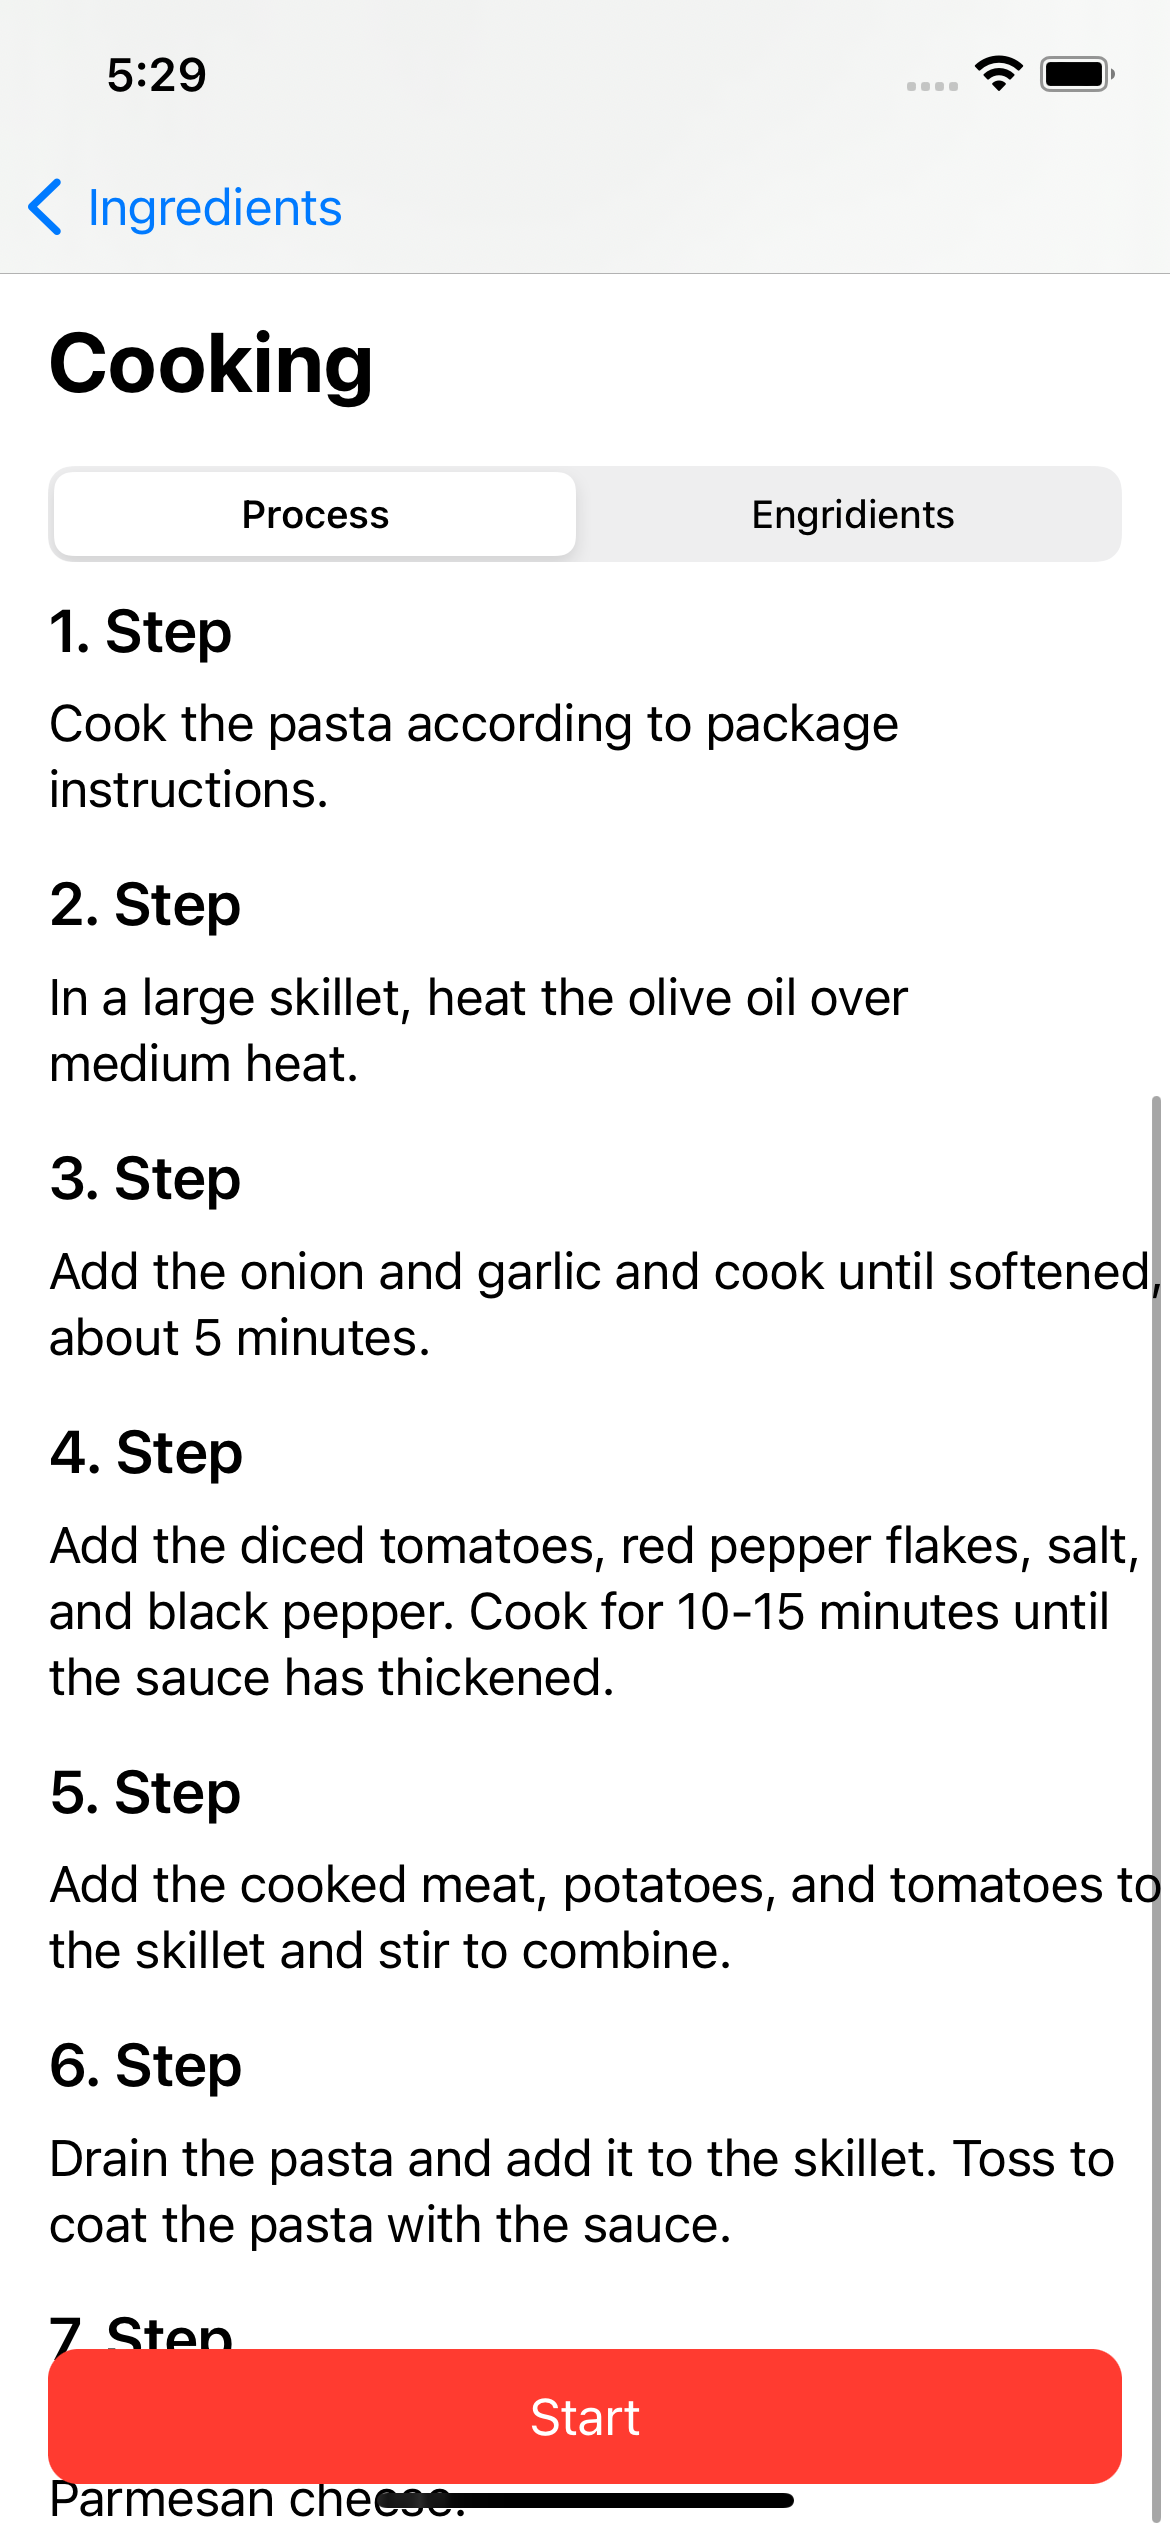 5:29
Ingredients
Cooking
Process
Engridients
1. Step
Cook the pasta according to package
instructions.
2. Step
In a large skillet, heat the olive oil over
medium heat.
3. Step
Add the onion and garlic and cook until softened,
about 5 minutes.
4. Step
Add the diced tomatoes, red pepper flakes, salt,
and black pepper. Cook for 10-15 minutes until
the sauce has thickened.
5. Step
Add the cooked meat, potatoes, and tomatoes to
the skillet and stir to combine.
6. Step
Drain the pasta and add it to the skillet. Toss to
coat the pasta with the sauce.
7. Step
Start
Parmesan cheese.